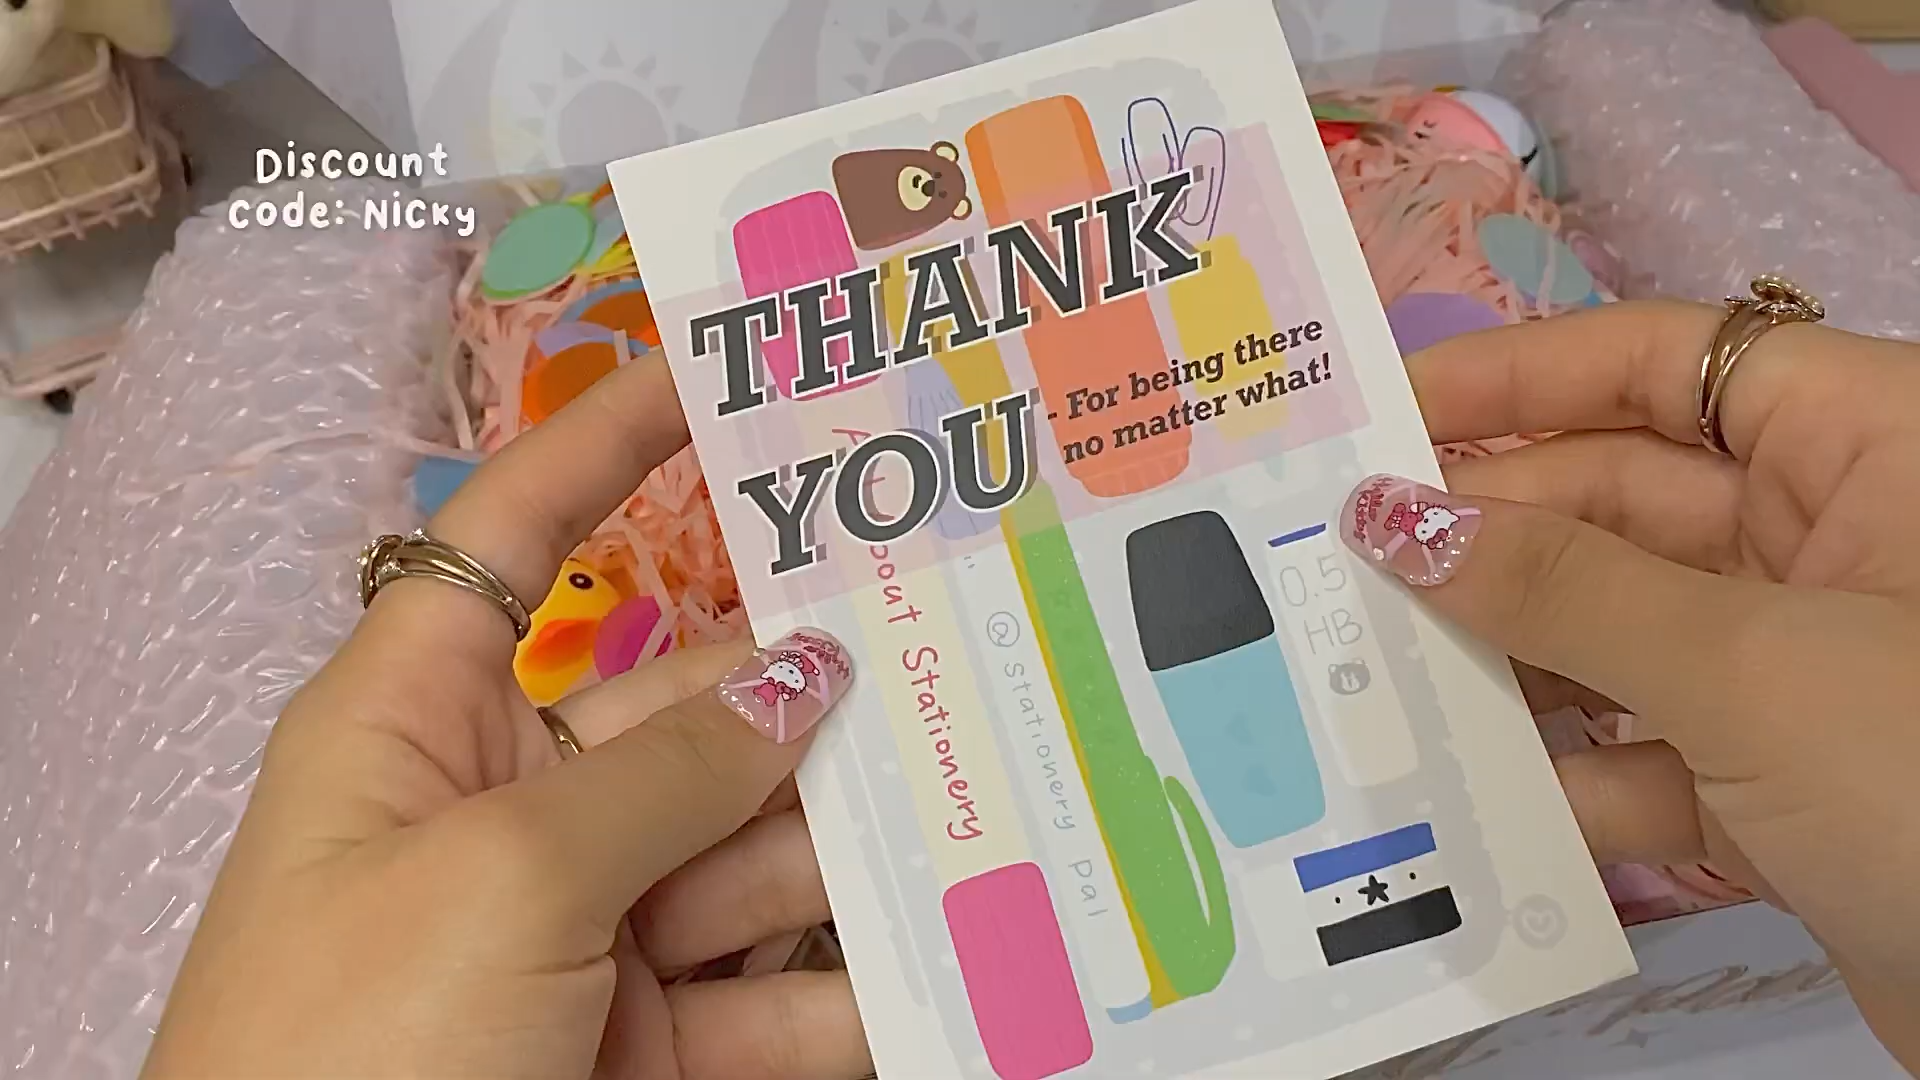 Discount
code: Nicky
THANK
YOU
- For being there
no matter what!
About Stationery
@ Stationery pal
0.5
HB